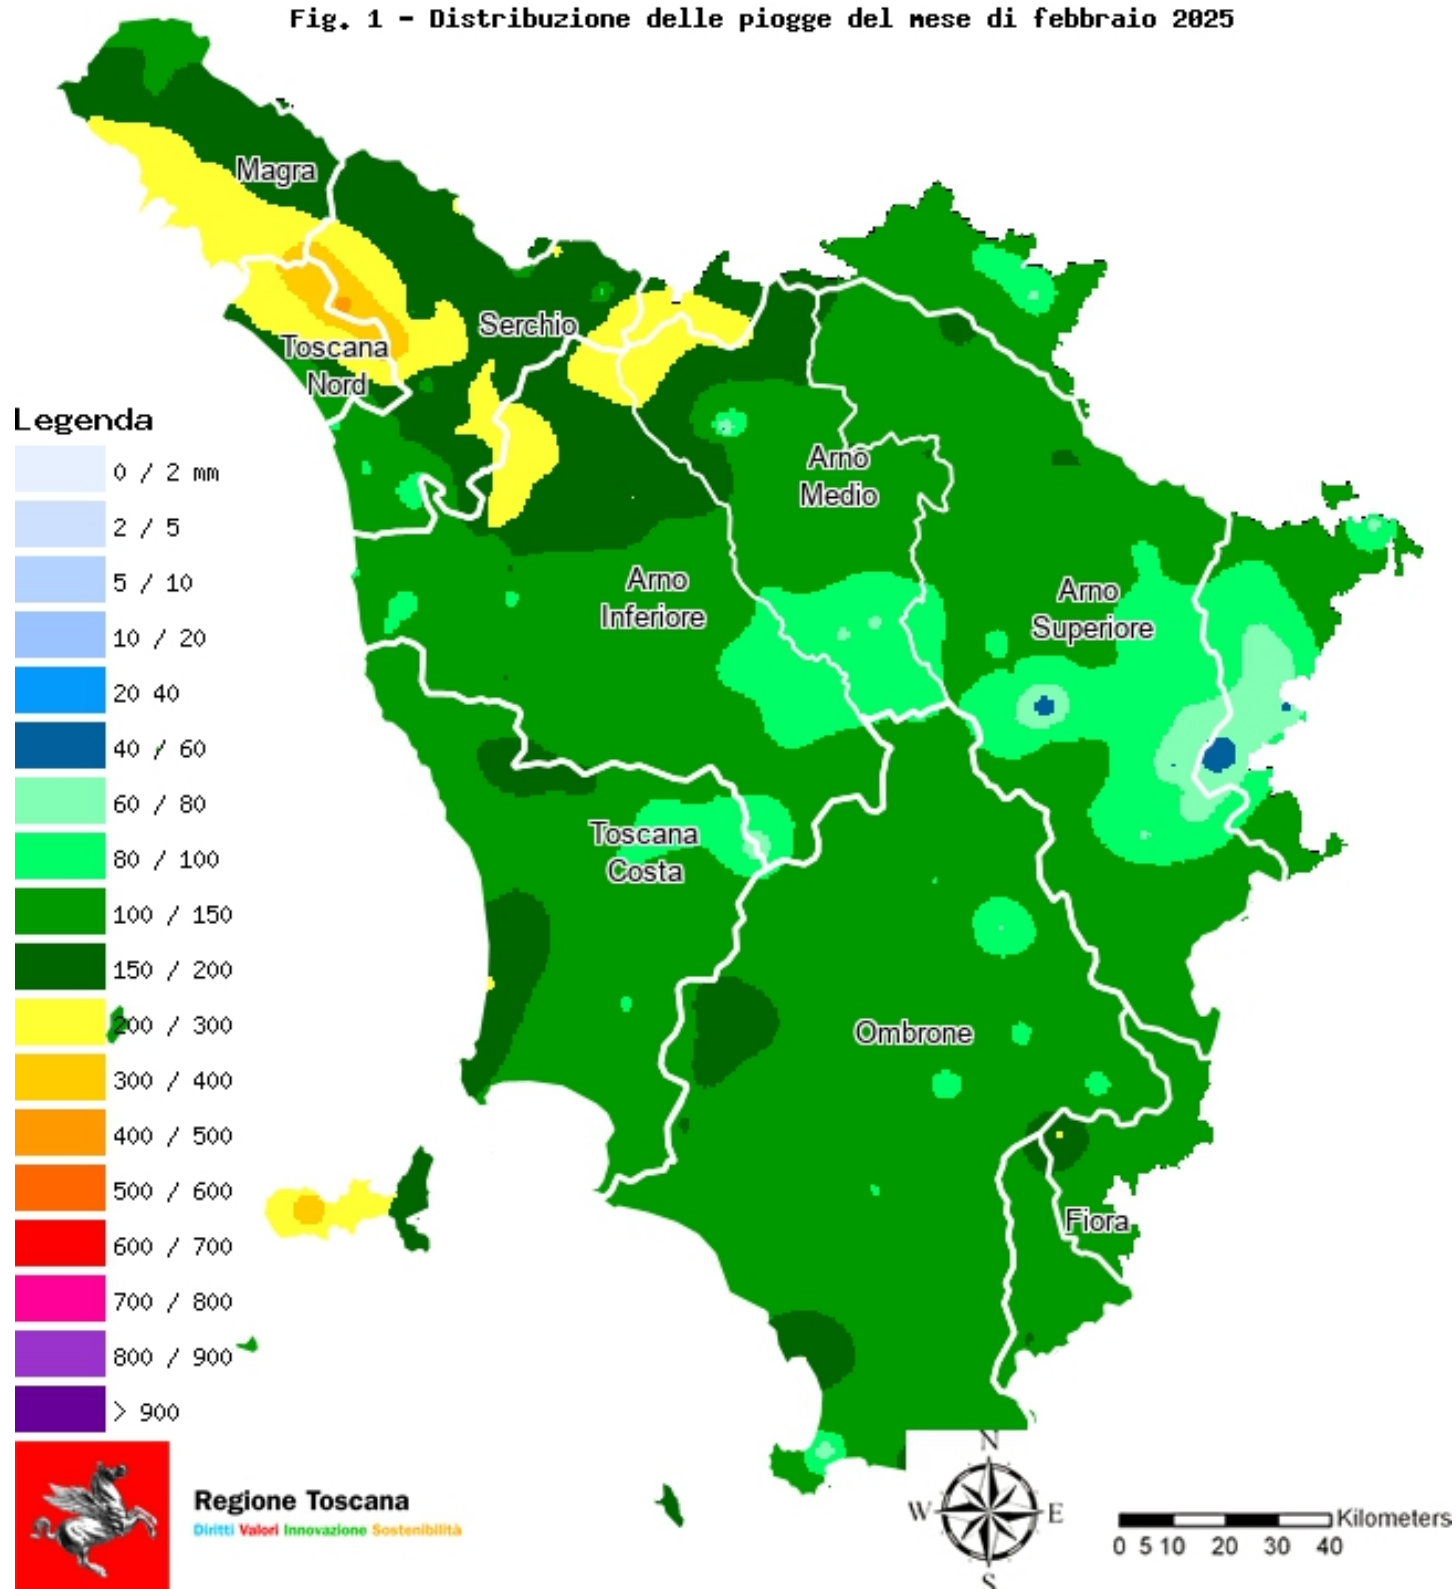 Fig. 1 - Distribuzione delle piogge del mese di febbraio 2025
Magra
Serchio
Toscana
Nord
Arno
Medio
Arno
Inferiore
Arno
Superiore
Toscana
Costa
Ombrone
Fiora
Legenda
0 / 2 mm
2 / 5
5 / 10
10 / 20
20 40
40 / 60
60 / 80
80 / 100
100 / 150
150 / 200
200 / 300
300 / 400
400 / 500
500 / 600
600 / 700
700 / 800
800 / 900
> 900
Regione Toscana
Diritti Valori Innovazione Sostenibilità
N
W E
S
Kilometers
0 5 10 20 30 40